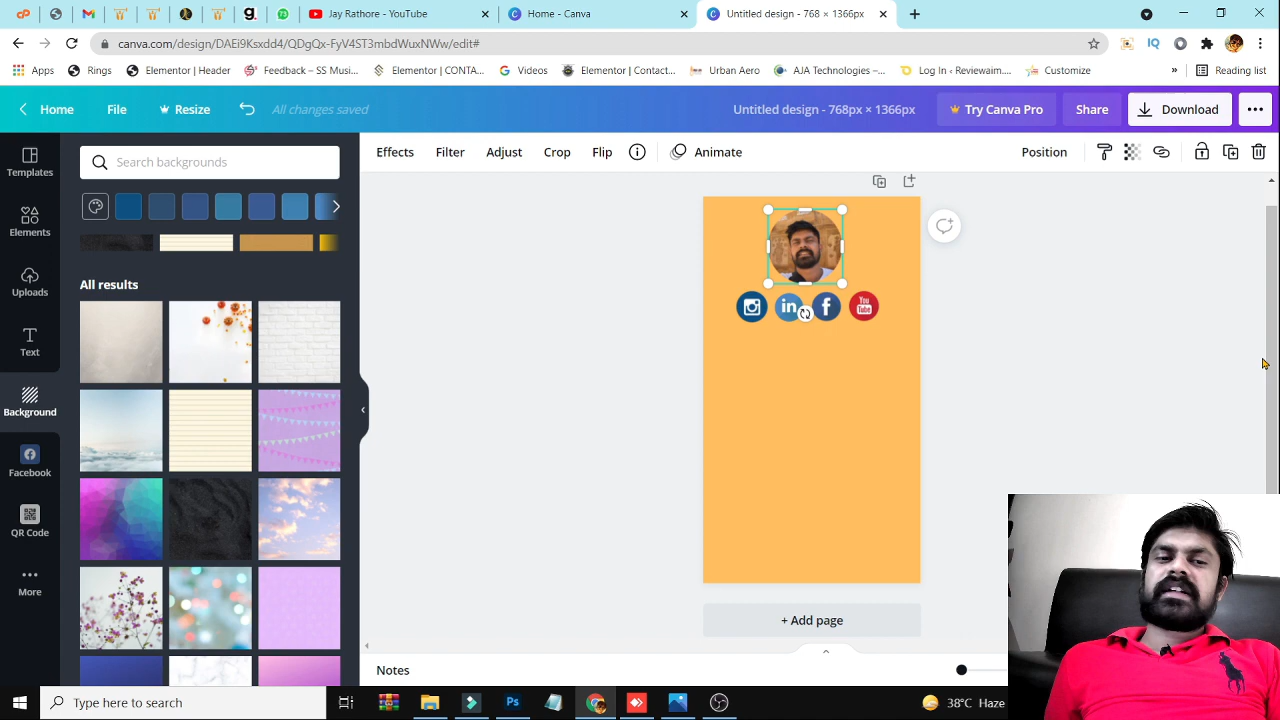 Jay Rathore - YouTube
Home - Canva
Untitled design - 768 × 1366px
canva.com/design/DAEi9Ksxdd4/QDgQx-FyV4ST3mbdWuxNWw/edit#
Apps
Rings
Elementor | Header
Feedback – SS Musi...
Elementor | CONTA...
Videos
Elementor | Contact...
Urban Aero
AJA Technologies –...
Log In ‹ Reviewaim....
Customize
»
Reading list
Home
File
Resize
All changes saved
Untitled design - 768px × 1366px
Try Canva Pro
Share
Download
Templates
Elements
Uploads
Text
Background
Facebook
QR Code
More
Search backgrounds
All results
Effects
Filter
Adjust
Crop
Flip
Animate
Position
in
f
You
Tube
+ Add page
Notes
Type here to search
Ps
38°C Haze